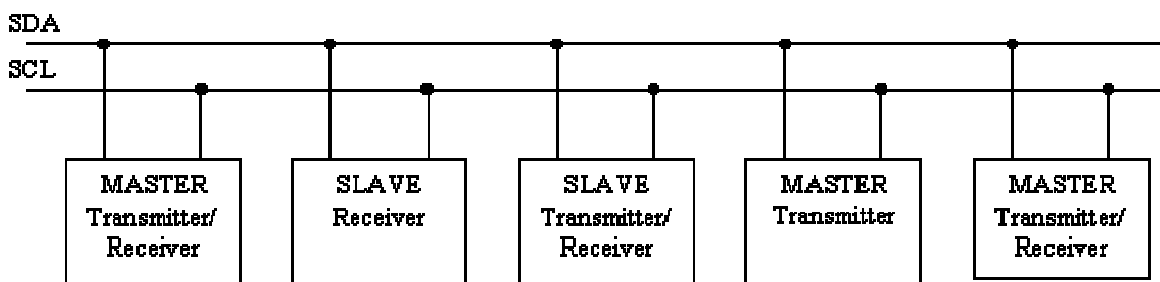 SDA
SCL
MASTER
Transmitter/
Receiver
SLAVE
Receiver
SLAVE
Transmitter/
Receiver
MASTER
Transmitter
MASTER
Transmitter/
Receiver